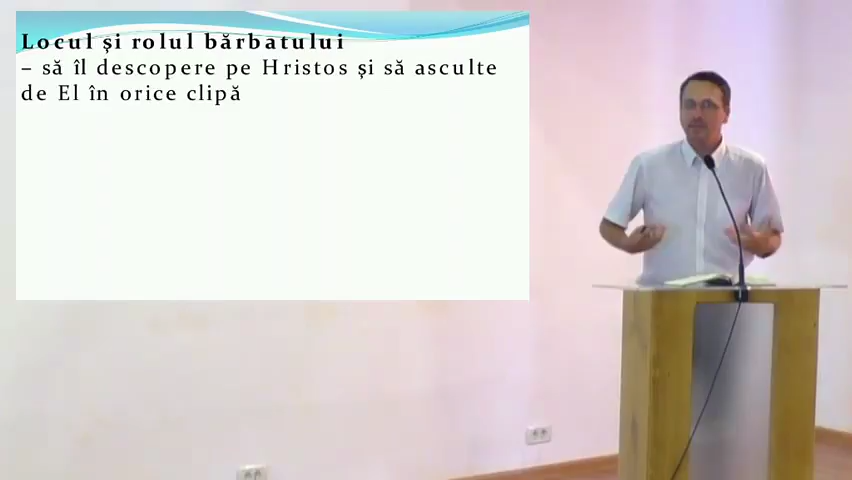 Locul și rolul bărbatului
– să îl descopere pe Hristos și să asculte
de El în orice clipă